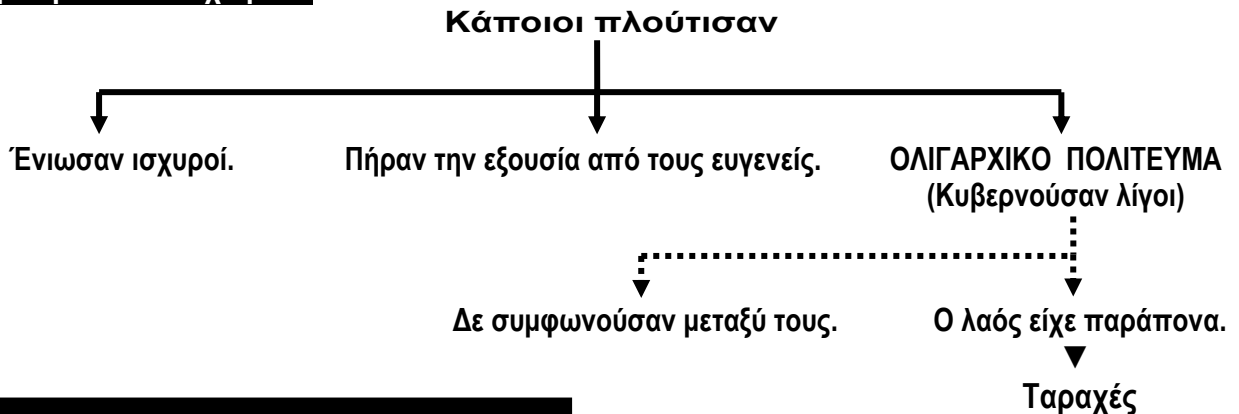 Κάποιοι πλούτισαν
Ένιωσαν ισχυροί.
Πήραν την εξουσία από τους ευγενείς.
ΟΛΙΓΑΡΧΙΚΟ ΠΟΛΙΤΕΥΜΑ
(Κυβερνούσαν λίγοι)
Δε συμφωνούσαν μεταξύ τους.
Ο λαός είχε παράπονα.
Ταραχές